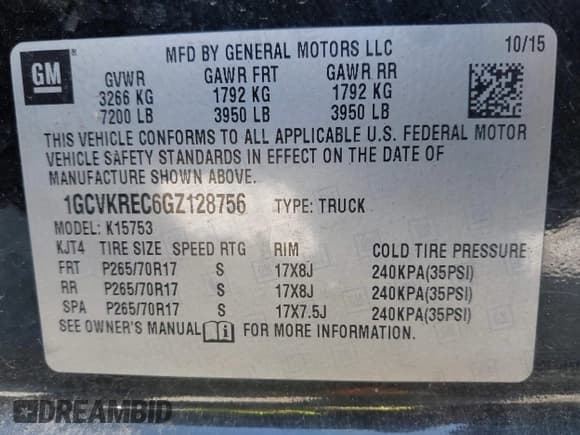 GM
MFD BY GENERAL MOTORS LLC 10/15
GVWR GAWR FRT GAWR RR
3266 KG 1792 KG 1792 KG
7200 LB 3950 LB 3950 LB
THIS VEHICLE CONFORMS TO ALL APPLICABLE U.S. FEDERAL MOTOR
VEHICLE SAFETY STANDARDS IN EFFECT ON THE DATE OF
MANUFACTURE SHOWN ABOVE.
1GCVKREC6GZ128756 TYPE: TRUCK
MODEL: K15753
KJT4 TIRE SIZE SPEED RTG RIM COLD TIRE PRESSURE
FRT P265/70R17 S 17X8J 240KPA(35PSI)
RR P265/70R17 S 17X8J 240KPA(35PSI)
SPA P265/70R17 S 17X7.5J 240KPA(35PSI)
SEE OWNER'S MANUAL FOR MORE INFORMATION.
DREAMBID